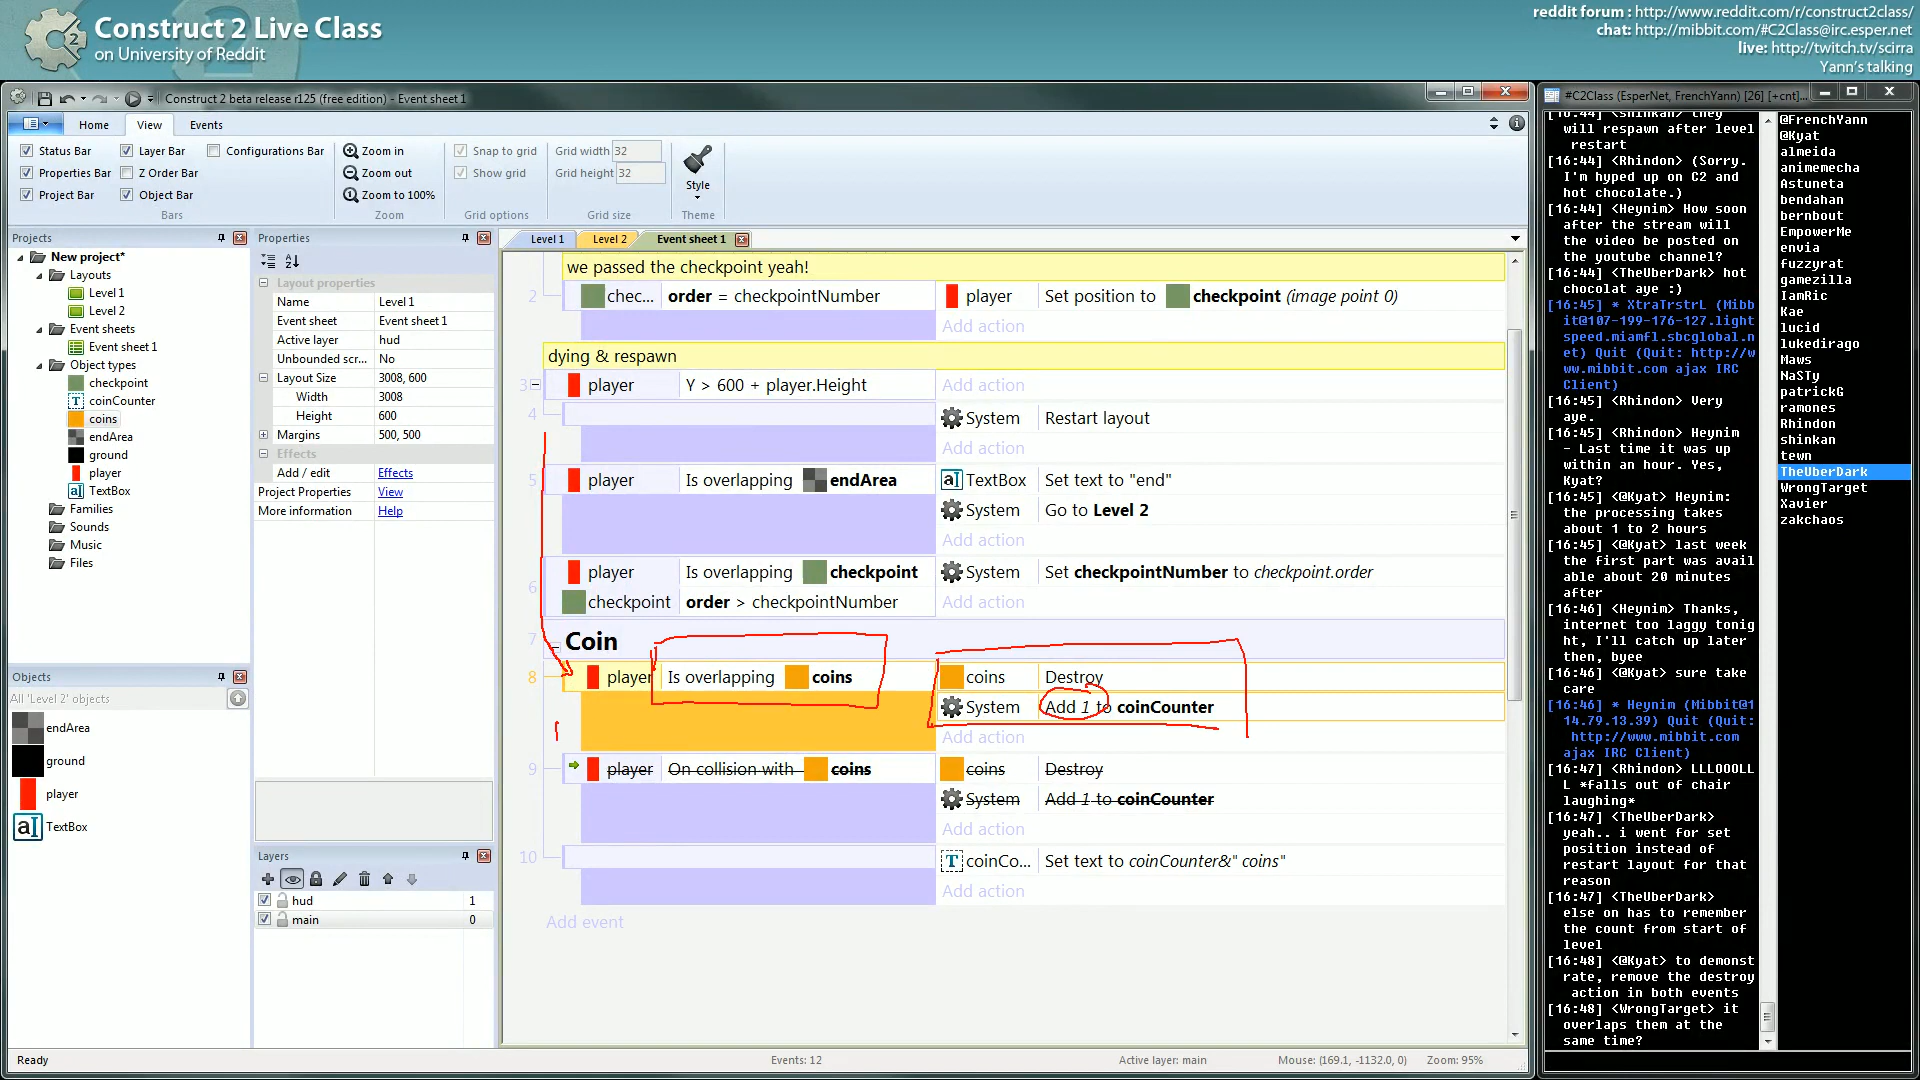 Construct 2 Live Class
on University of Reddit
reddit forum : http://www.reddit.com/r/construct2class/
chat: http://mibbit.com/#C2Class@irc.esper.net
live: http://twitch.tv/scirra
Yann's talking
Construct 2 beta release r125 (free edition) - Event sheet 1
Home View Events
Status Bar Layer Bar Configurations Bar
Properties Bar Z Order Bar
Project Bar Object Bar
Bars
Zoom in
Zoom out
Zoom to 100%
Zoom
Snap to grid
Show grid
Grid options
Grid width 32
Grid height 32
Grid size
Style
Theme
Projects
New project*
Layouts
Level 1
Level 2
Event sheets
Event sheet 1
Object types
checkpoint
coinCounter
coins
endArea
ground
player
TextBox
Families
Sounds
Music
Files
Objects
All 'Level 2' objects
endArea
ground
player
TextBox
Properties
Layout properties
Name Level 1
Event sheet Event sheet 1
Active layer hud
Unbounded scr... No
Layout Size 3008, 600
Width 3008
Height 600
Margins 500, 500
Effects
Add / edit Effects
Project Properties View
More information Help
Layers
hud 1
main 0
Level 1 Level 2 Event sheet 1
we passed the checkpoint yeah!
2 chec... order = checkpointNumber player Set position to checkpoint (image point 0)
Add action
dying & respawn
3 player Y > 600 + player.Height Add action
4 System Restart layout
Add action
5 player Is overlapping endArea TextBox Set text to "end"
System Go to Level 2
Add action
6 player Is overlapping checkpoint System Set checkpointNumber to checkpoint.order
checkpoint order > checkpointNumber Add action
7 Coin
8 player Is overlapping coins coins Destroy
System Add 1 to coinCounter
Add action
9 player On collision with coins coins Destroy
System Add 1 to coinCounter
Add action
10 coinCo... Set text to coinCounter&" coins"
Add action
Add event
Ready Events: 12 Active layer: main Mouse: (169.1, -1132.0, 0) Zoom: 95%
#C2Class (EsperNet, FrenchYann) [26] [+cnt]...
[16:44] <shinkan> they
will respawn after level
restart
[16:44] <Rhindon> (Sorry.
I'm hyped up on C2 and
hot chocolate.)
[16:44] <Heynim> How soon
after the stream will
the video be posted on
the youtube channel?
[16:44] <TheUberDark> hot
chocolat aye :)
[16:45] * XtraTrstrL (Mibb
it@107-199-176-127.light
speed.miamfl.sbcglobal.n
et) Quit (Quit: http://w
ww.mibbit.com ajax IRC
Client)
[16:45] <Rhindon> Very
aye.
[16:45] <Rhindon> Heynim
- Last time it was up
within an hour. Yes,
Kyat?
[16:45] <@Kyat> Heynim:
the processing takes
about 1 to 2 hours
[16:45] <@Kyat> last week
the first part was avail
able about 20 minutes
after
[16:46] <Heynim> Thanks,
internet too laggy tonig
ht, I'll catch up later
then, byee
[16:46] <@Kyat> sure take
care
[16:46] * Heynim (Mibbit@1
14.79.13.39) Quit (Quit:
http://www.mibbit.com
ajax IRC Client)
[16:47] <Rhindon> LLLOOOLL
L *falls out of chair
laughing*
[16:47] <TheUberDark>
yeah.. i went for set
position instead of
restart layout for that
reason
[16:47] <TheUberDark>
else on has to remember
the count from start of
level
[16:48] <@Kyat> to demonst
rate, remove the destroy
action in both events
[16:48] <WrongTarget> it
overlaps them at the
same time?
@FrenchYann
@Kyat
almeida
animemecha
Astuneta
bendahan
bernbout
EmpowerMe
envia
fuzzyrat
gamezilla
IamRic
Kae
lucid
lukedirago
Maws
NaSTy
patrickG
ramones
Rhindon
shinkan
tewn
TheUberDark
WrongTarget
Xavier
zakchaos